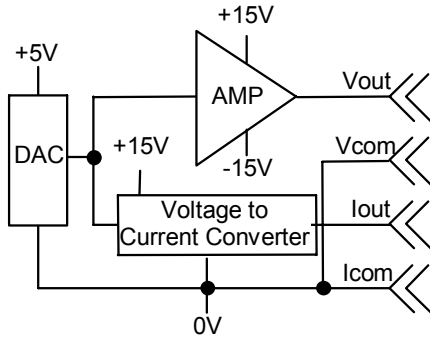 +15V
+5V
AMP
Vout
DAC
+15V
-15V
Vcom
Voltage to
Current Converter
Iout
Icom
0V